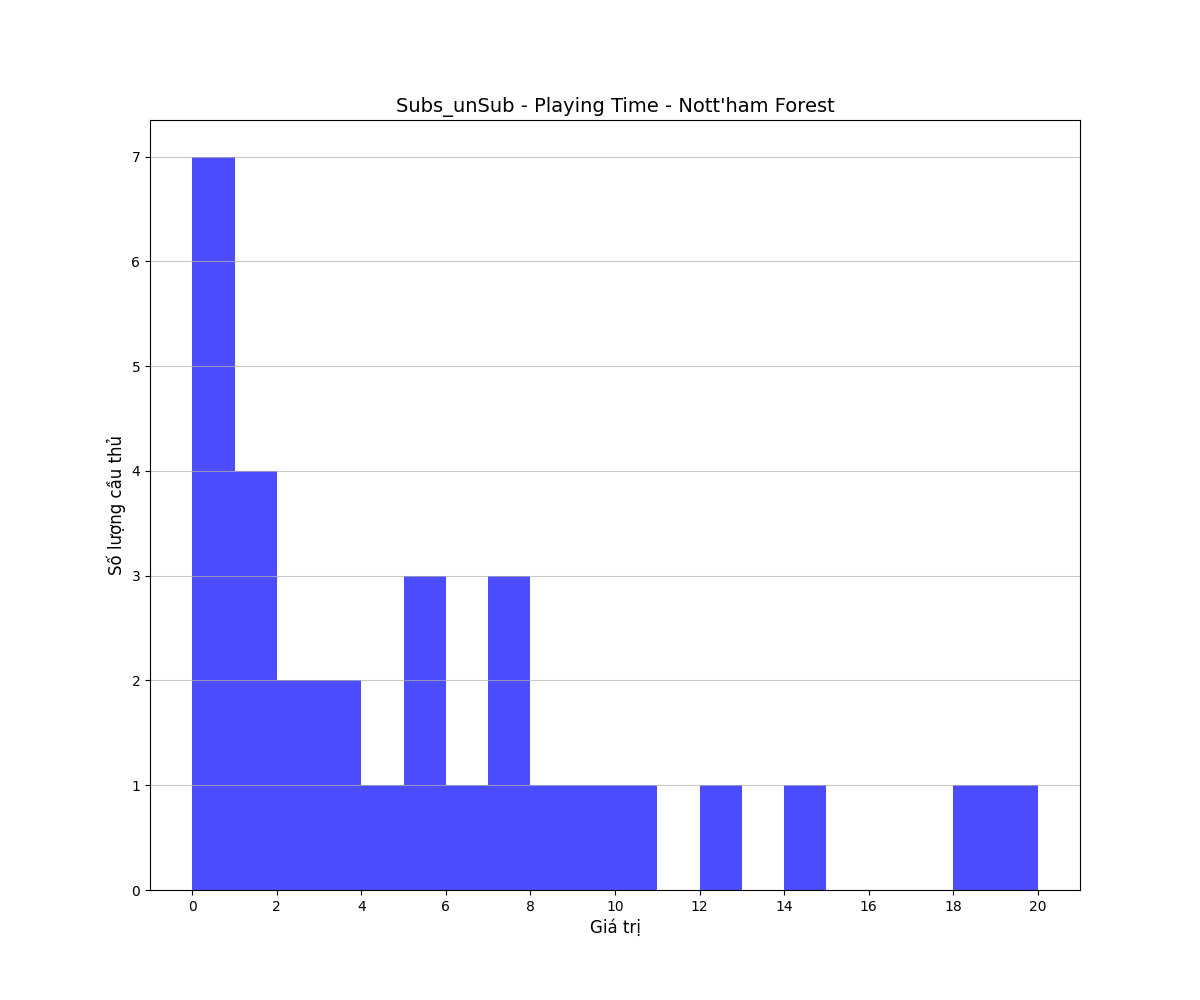 Subs_unSub - Playing Time - Nott'ham Forest
Số lượng cầu thủ
7
6
5
4
3
2
1
0
0 2 4 6 8 10 12 14 16 18 20
Giá trị